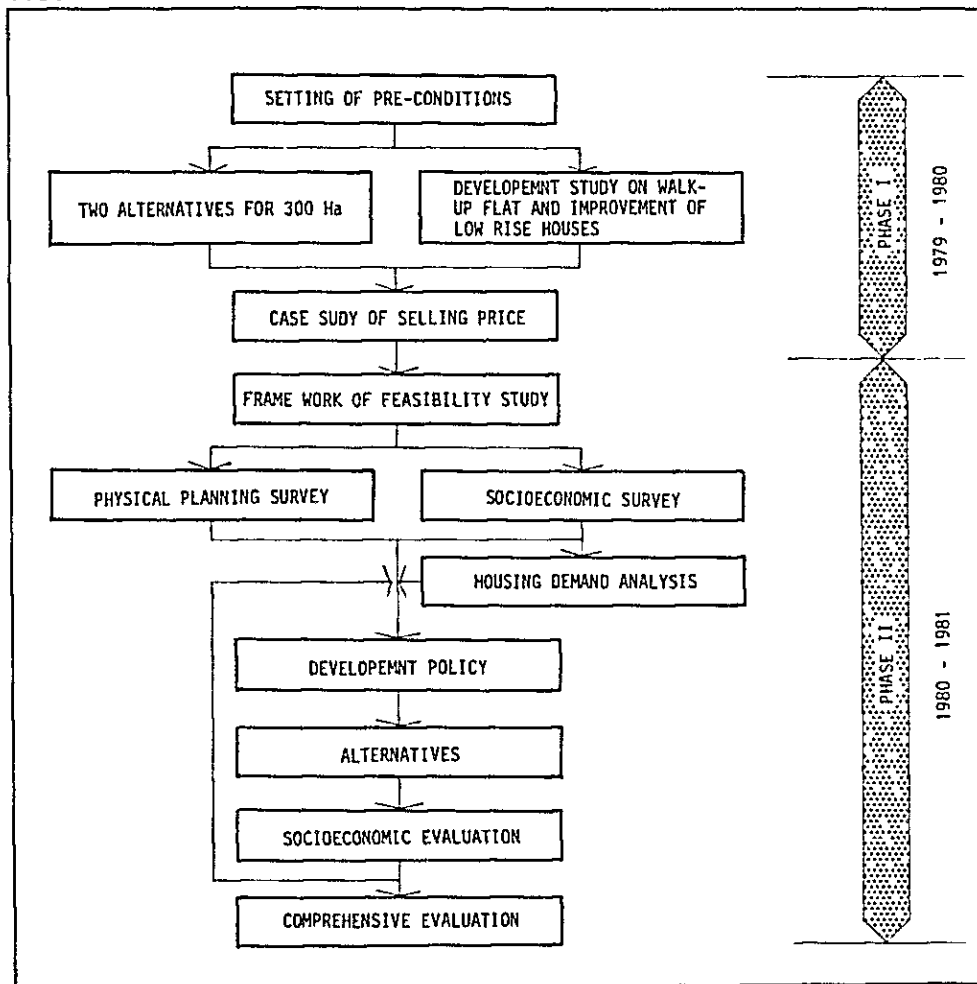 SETTING OF PRE-CONDITIONS
TWO ALTERNATIVES FOR 300 Ha
DEVELOPEMNT STUDY ON WALK-
UP FLAT AND IMPROVEMENT OF
LOW RISE HOUSES
CASE SUDY OF SELLING PRICE
FRAME WORK OF FEASIBILITY STUDY
PHYSICAL PLANNING SURVEY
SOCIOECONOMIC SURVEY
HOUSING DEMAND ANALYSIS
DEVELOPEMNT POLICY
ALTERNATIVES
SOCIOECONOMIC EVALUATION
COMPREHENSIVE EVALUATION
PHASE I
1979 - 1980
PHASE II
1980 - 1981